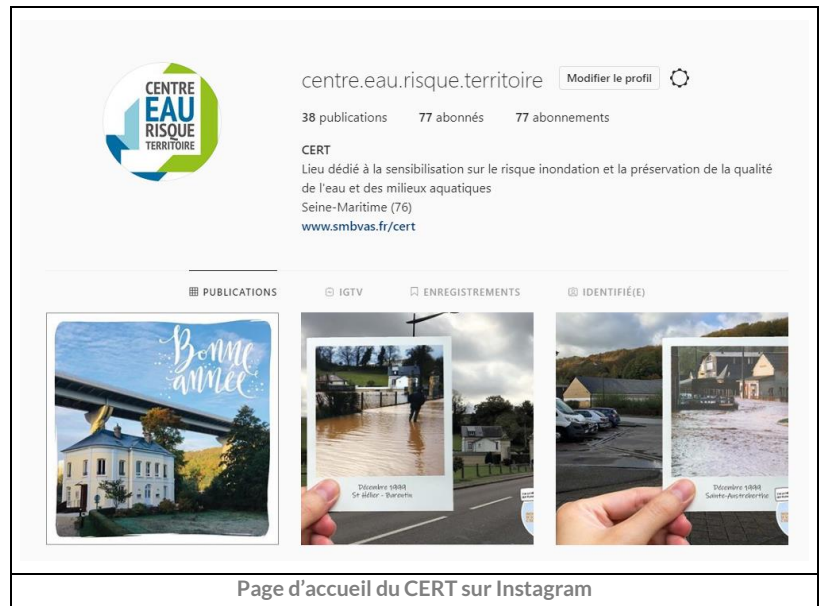 CENTRE
EAU
RISQUE
TERRITOIRE
centre.eau.risque.territoire Modifier le profil
38 publications 77 abonnés 77 abonnements
CERT
Lieu dédié à la sensibilisation sur le risque inondation et la préservation de la qualité
de l'eau et des milieux aquatiques
Seine-Maritime (76)
www.smbvas.fr/cert
PUBLICATIONS IGTV ENREGISTREMENTS IDENTIFIÉ(E)
Bonne
année
Décembre 1999
St Hélier - Barentin
Décembre 1999
Sainte-Austreberthe
Page d'accueil du CERT sur Instagram